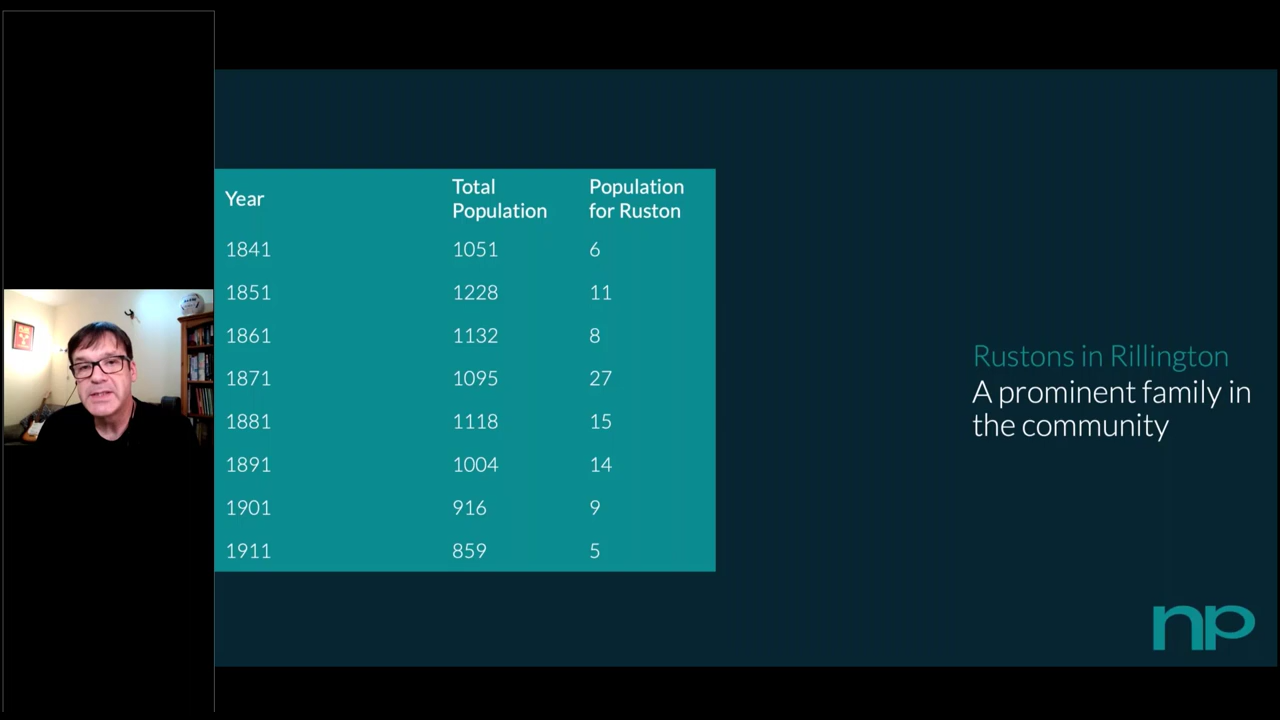 Year Total Population Population for Ruston
1841 1051 6
1851 1228 11
1861 1132 8
1871 1095 27
1881 1118 15
1891 1004 14
1901 916 9
1911 859 5
Rustons in Rillington
A prominent family in
the community
np